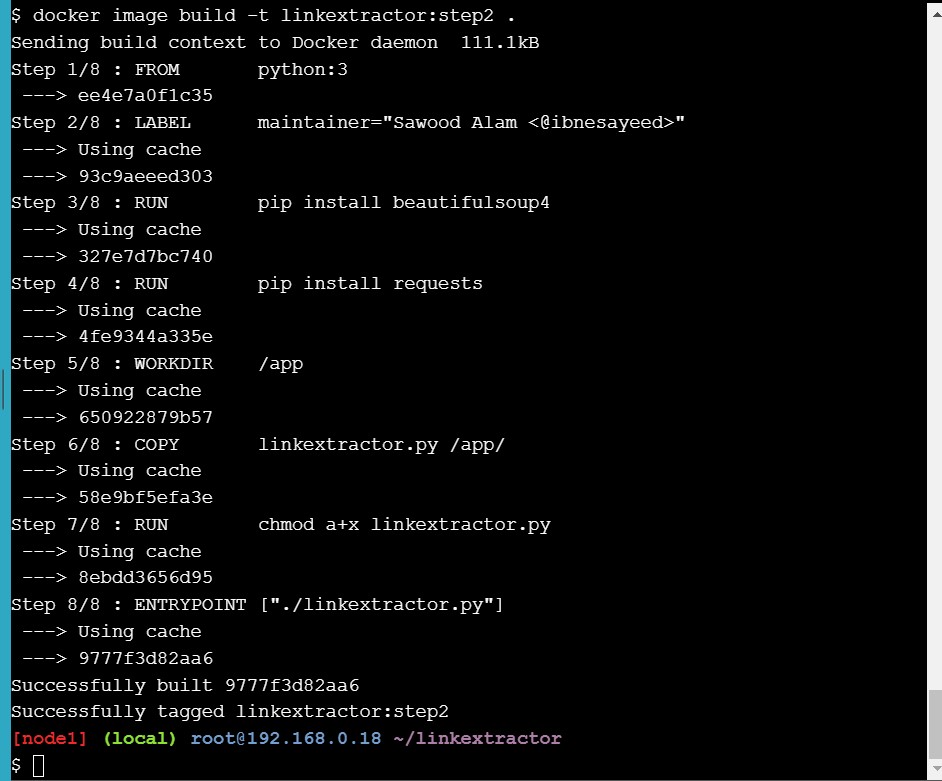 $ docker image build -t linkextractor:step2 .
Sending build context to Docker daemon  111.1kB
Step 1/8 : FROM       python:3
 ---> ee4e7a0f1c35
Step 2/8 : LABEL      maintainer="Sawood Alam <@ibnesayeed>"
 ---> Using cache
 ---> 93c9aeeed303
Step 3/8 : RUN        pip install beautifulsoup4
 ---> Using cache
 ---> 327e7d7bc740
Step 4/8 : RUN        pip install requests
 ---> Using cache
 ---> 4fe9344a335e
Step 5/8 : WORKDIR    /app
 ---> Using cache
 ---> 650922879b57
Step 6/8 : COPY       linkextractor.py /app/
 ---> Using cache
 ---> 58e9bf5efa3e
Step 7/8 : RUN        chmod a+x linkextractor.py
 ---> Using cache
 ---> 8ebdd3656d95
Step 8/8 : ENTRYPOINT ["./linkextractor.py"]
 ---> Using cache
 ---> 9777f3d82aa6
Successfully built 9777f3d82aa6
Successfully tagged linkextractor:step2
[node1] (local) root@192.168.0.18 ~/linkextractor
$